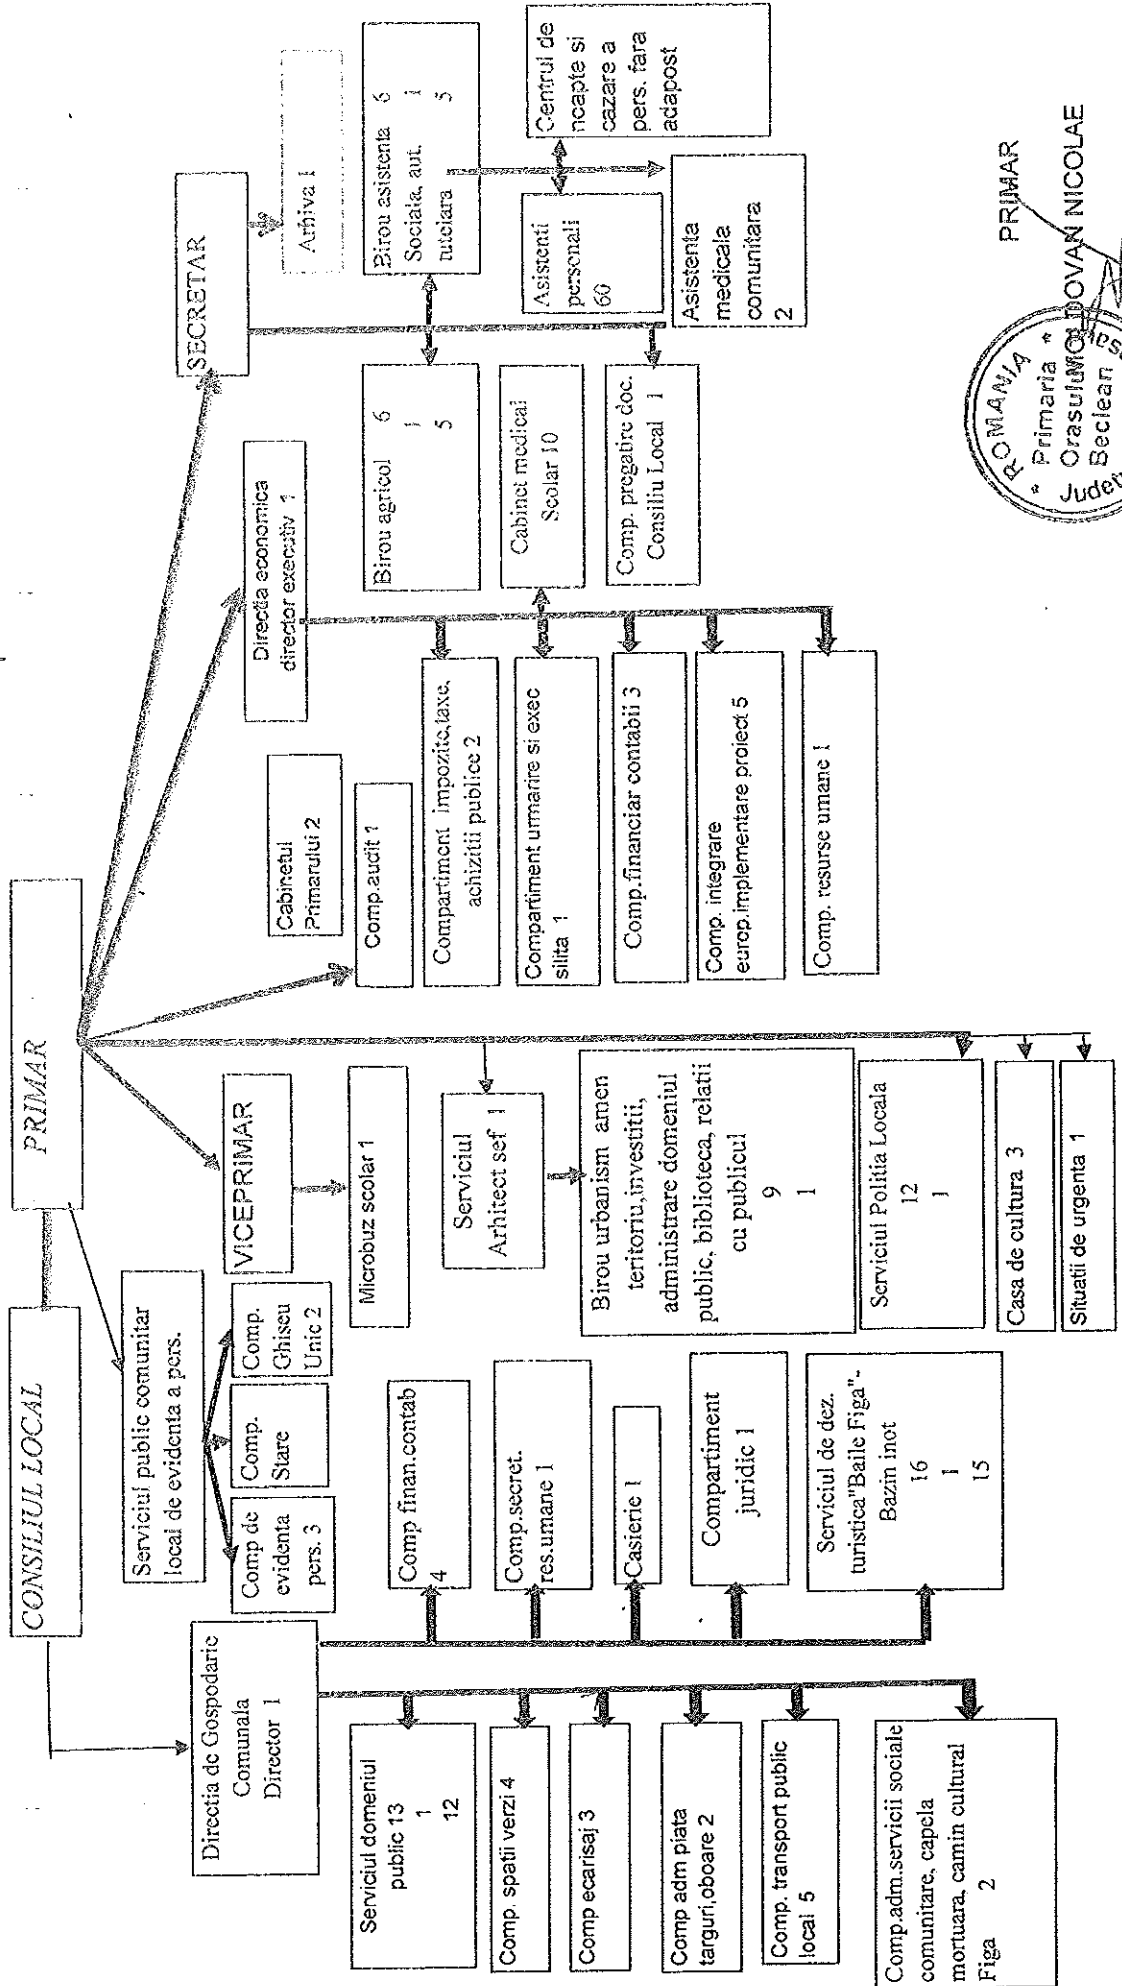 CONSILIUL LOCAL
PRIMAR
Directia de Gospodarie
Comunala
Director 1
Serviciul public comunitar
local de evidenta a pers.
Comp de
evidenta
pers. 3
Comp.
Stare
Comp.
Ghiseu
Unic 2
VICEPRIMAR
Microbuz scolar 1
Cabinetul
Primarului 2
Comp.audit 1
Directia economica
director executiv 1
SECRETAR
Arhiva 1
Serviciul domeniul
public 13
1
12
Comp. spatii verzi 4
Comp ecarisaj 3
Comp adm piata
targuri,oboare 2
Comp. transport public
local 5
Comp.adm.servicii sociale
comunitare, capela
mortuara, camin cultural
Figa 2
Comp finan.contab
4
Comp.secret.
res.umane 1
Casierie 1
Compartiment
juridic 1
Serviciul de dez.
turistica"Baile Figa"-
Bazin inot
16
1
15
Serviciul
Arhitect sef 1
Birou urbanism amen
teritoriu,investitii,
administrare domeniul
public, biblioteca, relatii
cu publicul
9
1
Serviciul Politia Locala
12
1
Casa de cultura 3
Situatii de urgenta 1
Compartiment impozite,taxe,
achizitii publice 2
Compartiment urmarire si exec
silita 1
Comp.financiar contabil 3
Comp. integrare
europ.implementare proiect 5
Comp. resurse umane 1
Birou agricol 6
1
5
Cabinet medical
Scolar 10
Comp. pregatire doc.
Consiliu Local 1
Birou asistenta 6
Sociala, aut. 1
tutelara 5
Asistenti
personali
60
Centrul de
noapte si
cazare a
pers. fara
adapost
Asistenta
medicala
comunitara
2
PRIMAR
MOLDOVAN NICOLAE
* ROMANIA *
Primaria
Orasului
Beclean